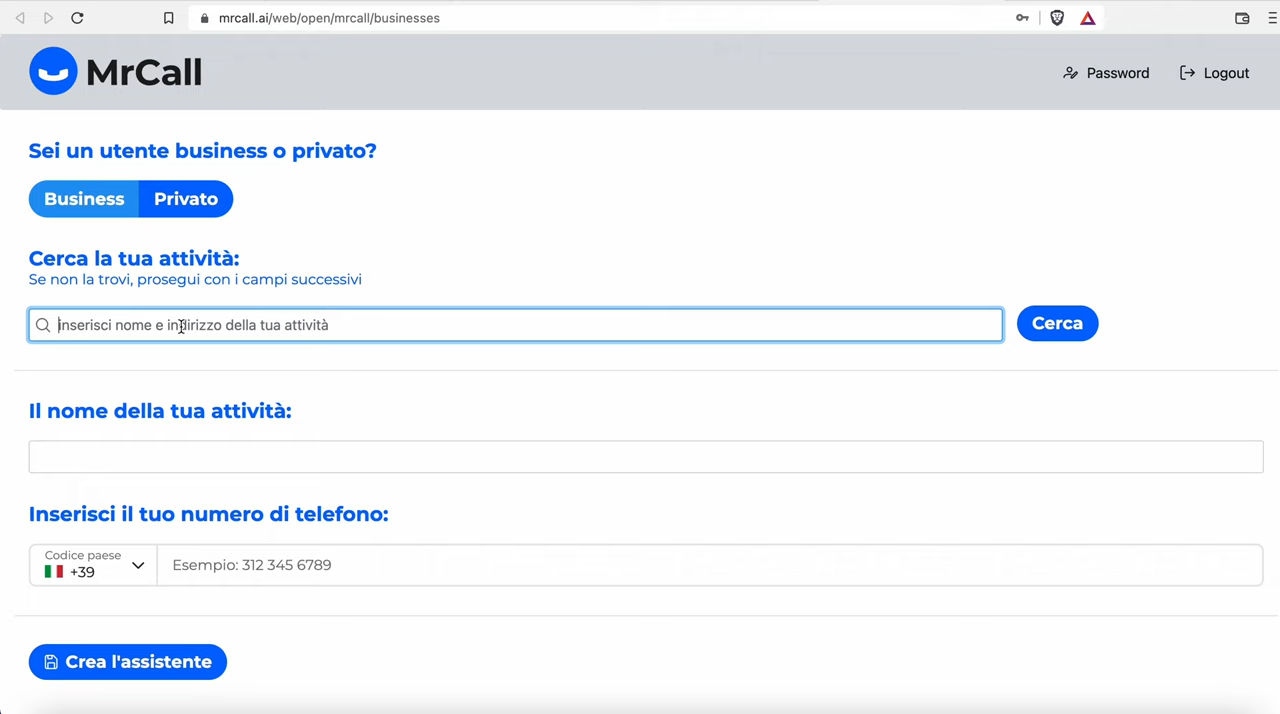 mrcall.ai/web/open/mrcall/businesses
MrCall
Password
Logout
Sei un utente business o privato?
Business
Privato
Cerca la tua attività:
Se non la trovi, prosegui con i campi successivi
Inserisci nome e indirizzo della tua attività
Cerca
Il nome della tua attività:
Inserisci il tuo numero di telefono:
Codice paese
+39
Esempio: 312 345 6789
Crea l'assistente